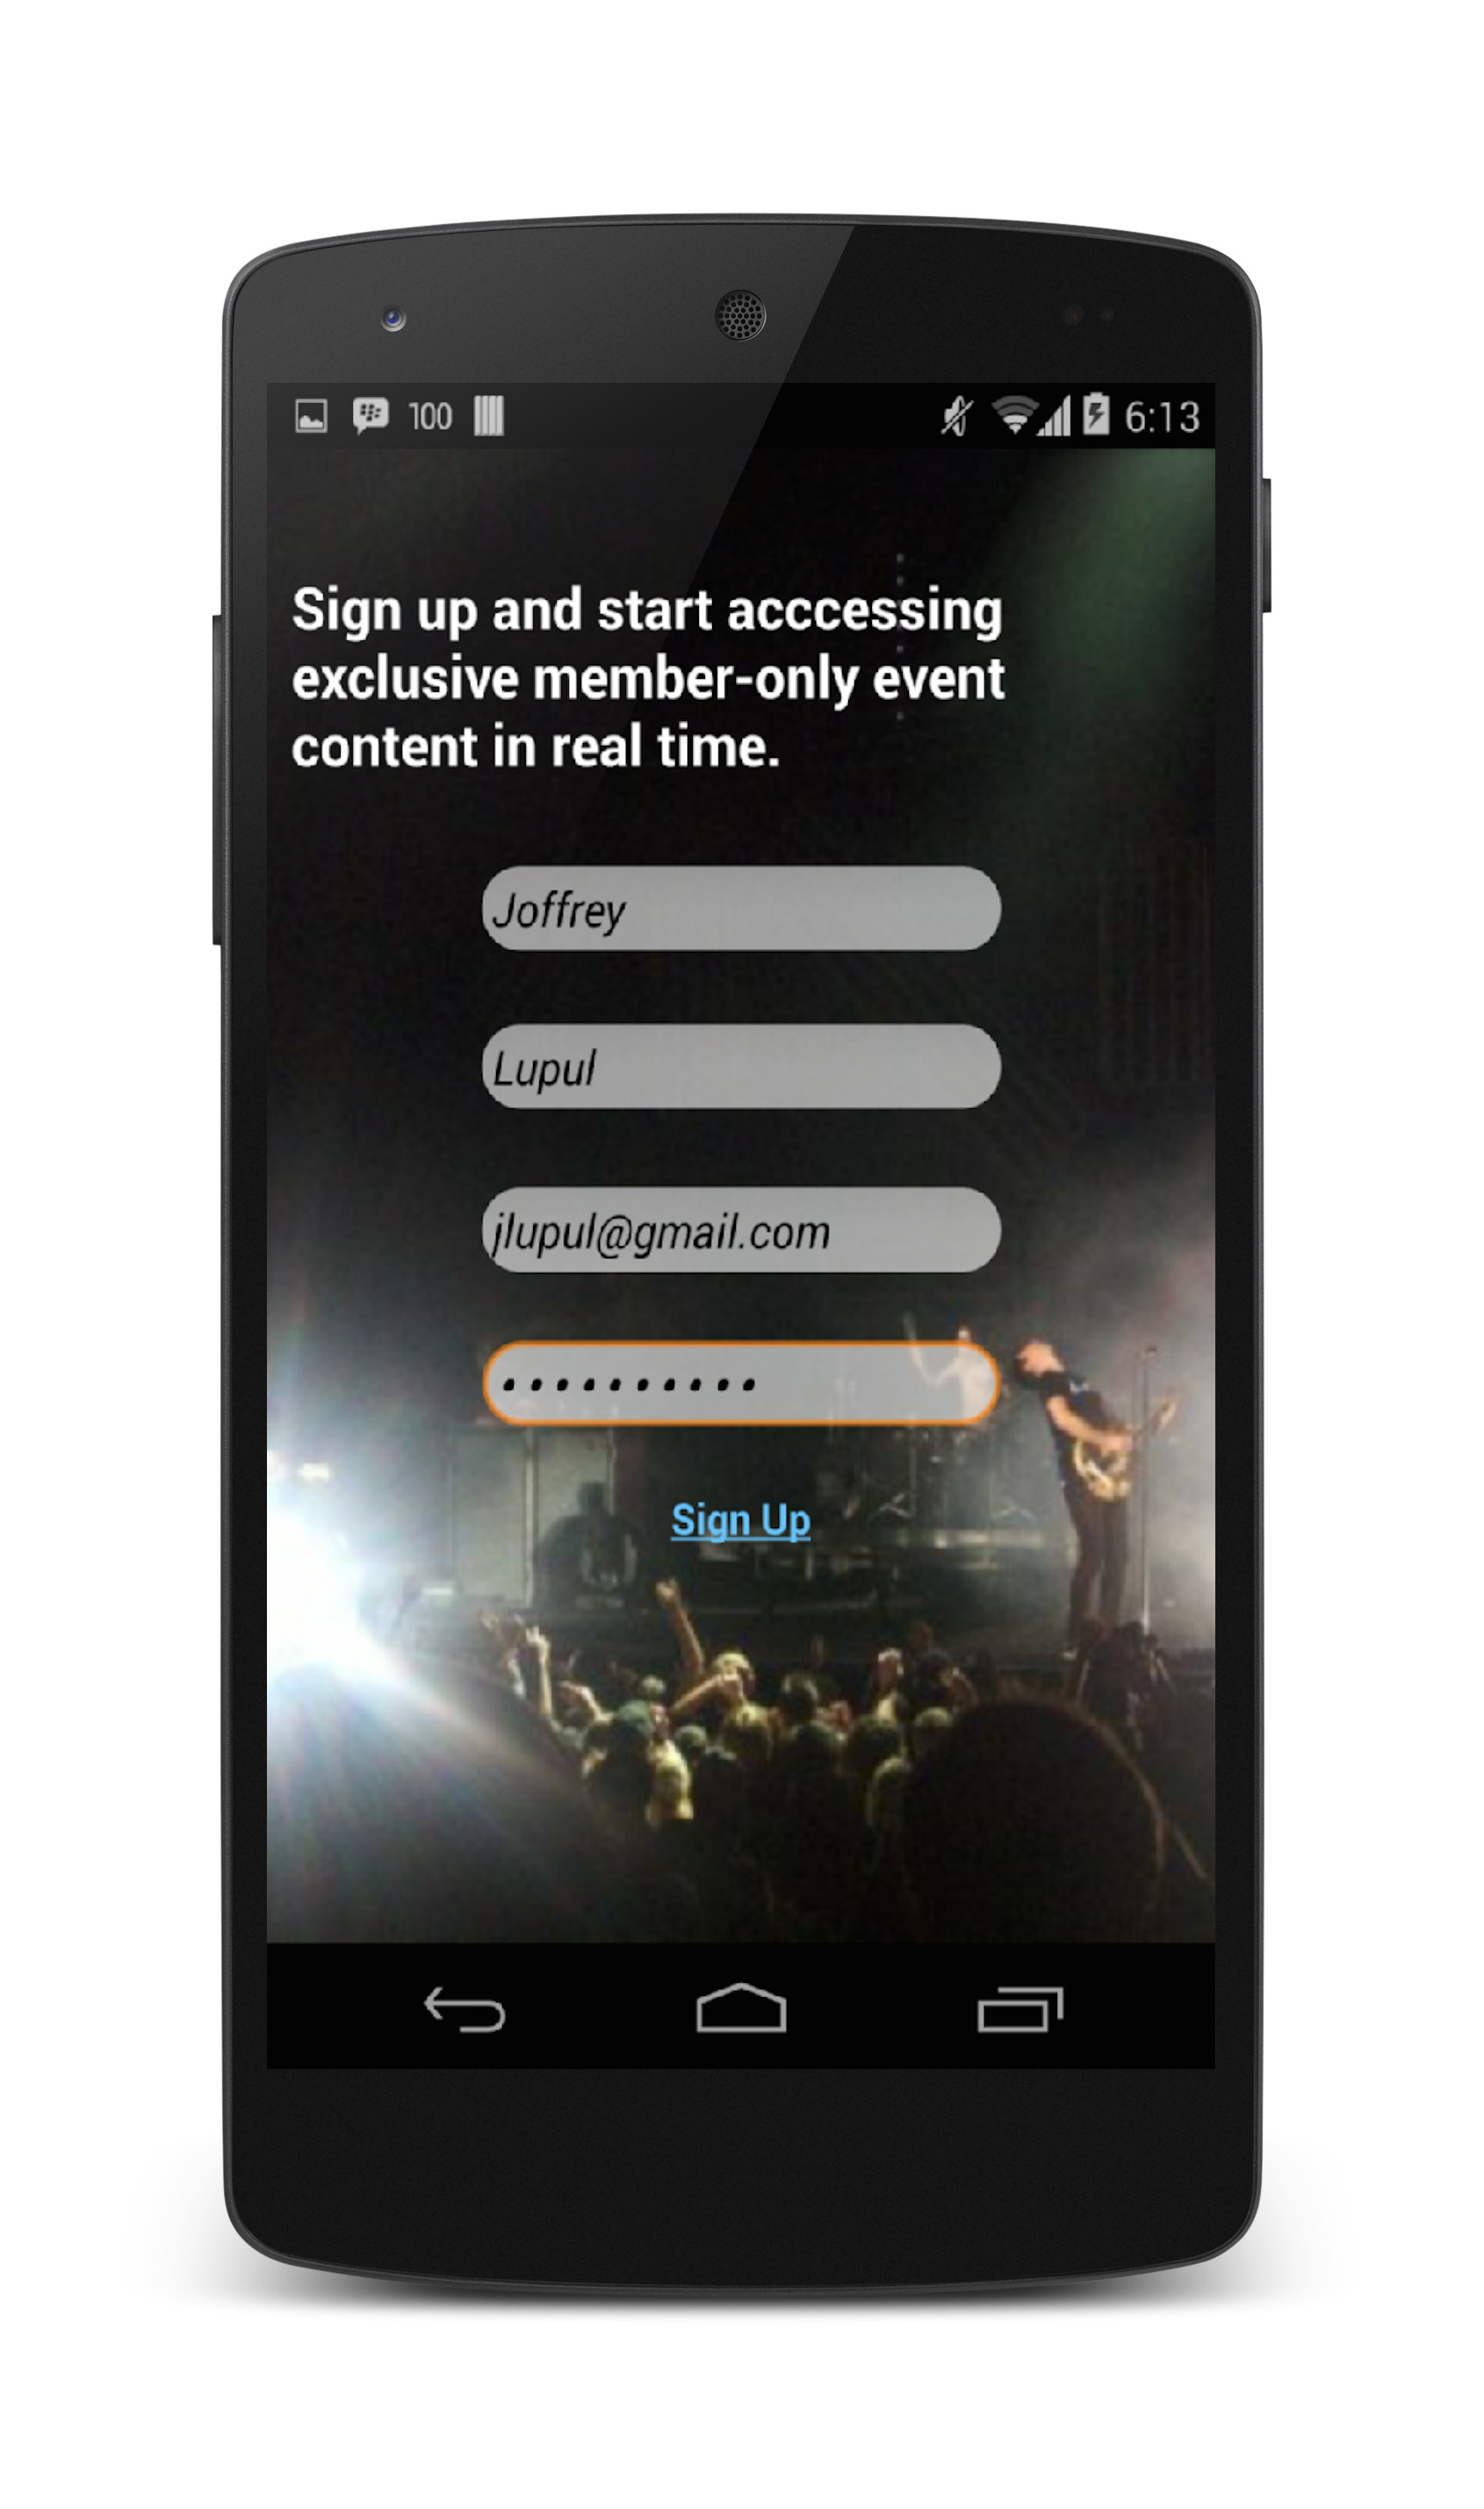 100 6:13
Sign up and start acccessing
exclusive member-only event
content in real time.
Joffrey
Lupul
jlupul@gmail.com
••••••••••
Sign Up